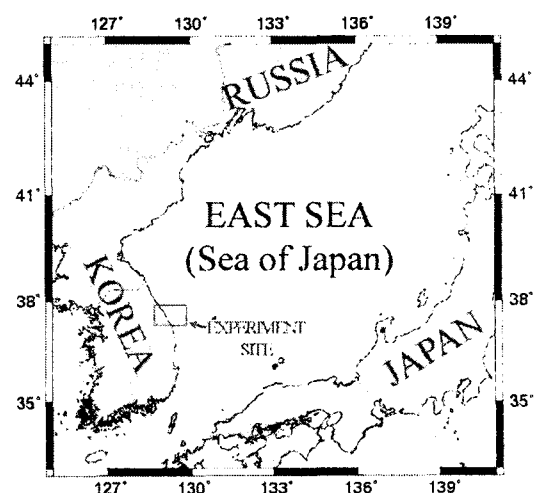 127° 130° 133° 136° 139°
44° 44°
RUSSIA
41° 41°
EAST SEA
(Sea of Japan)
KOREA
38° 38°
EXPERIMENT
SITE
JAPAN
35° 35°
127° 130° 133° 136° 139°